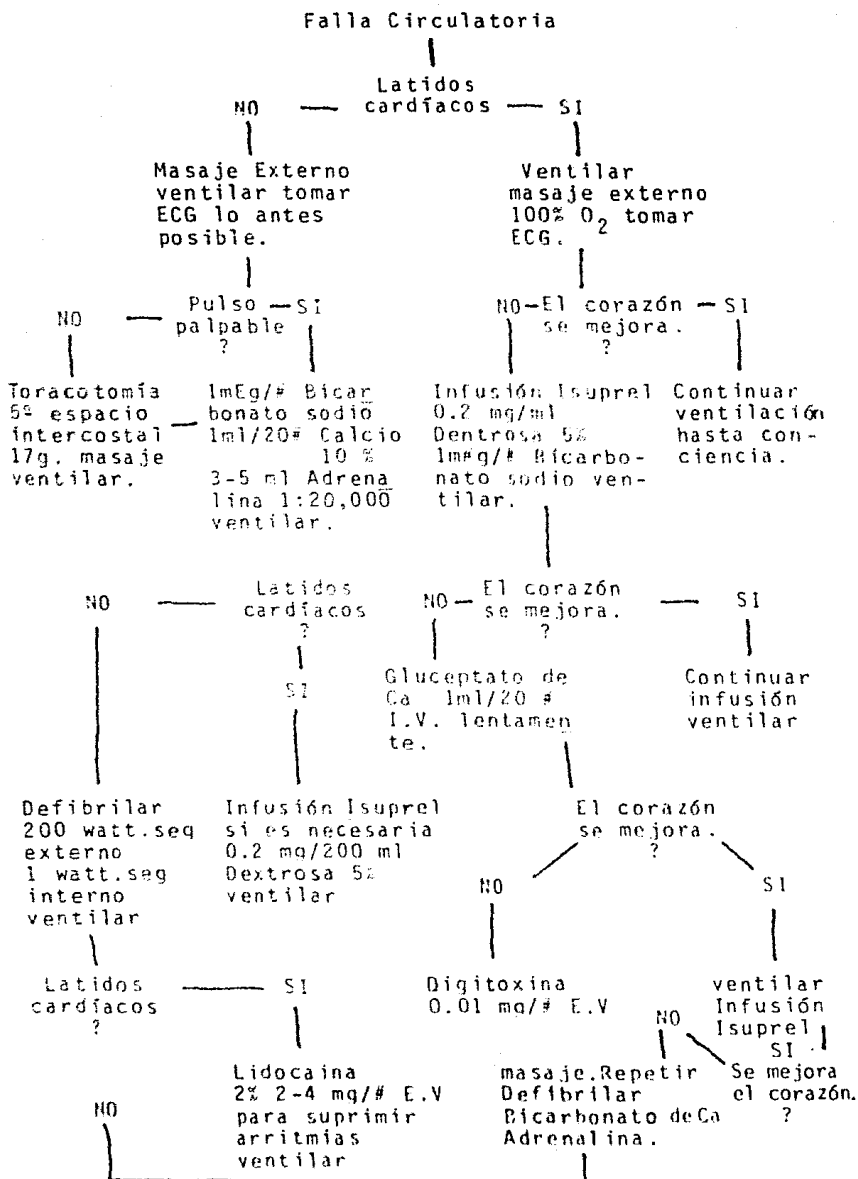 Falla Circulatoria
Latidos
cardíacos
NO
SI
Masaje Externo
ventilar tomar
ECG lo antes
posible.
Ventilar
masaje externo
100% O2 tomar
ECG.
NO
Pulso
palpable
?
SI
NO
El corazón
se mejora.
?
SI
Toracotomía
5º espacio
intercostal
17g. masaje
ventilar.
1mEg/# Bicar
bonato sodio
1ml/20# Calcio
10 %
3-5 ml Adrena
lina 1:20,000
ventilar.
Infusión Isuprel
0.2 mg/ml
Dentrosa 5%
1m#g/# Bicarbo-
nato sodio ven-
tilar.
Continuar
ventilación
hasta con-
ciencia.
NO
Latidos
cardíacos
?
SI
NO
El corazón
se mejora.
?
SI
Gluceptato de
Ca 1ml/20 #
I.V. lentamen
te.
Continuar
infusión
ventilar
Defibrilar
200 watt.seg
externo
1 watt.seg
interno
ventilar
Infusión Isuprel
si es necesaria
0.2 mg/200 ml
Dextrosa 5%
ventilar
El corazón
se mejora.
?
NO
SI
Latidos
cardíacos
?
SI
Digitoxina
0.01 mg/# E.V
ventilar
Infusión
Isuprel
NO
SI
Se mejora
el corazón.
?
NO
Lidocaina
2% 2-4 mg/# E.V
para suprimir
arritmias
ventilar
masaje.Repetir
Defibrilar
Bicarbonato de Ca
Adrenalina.